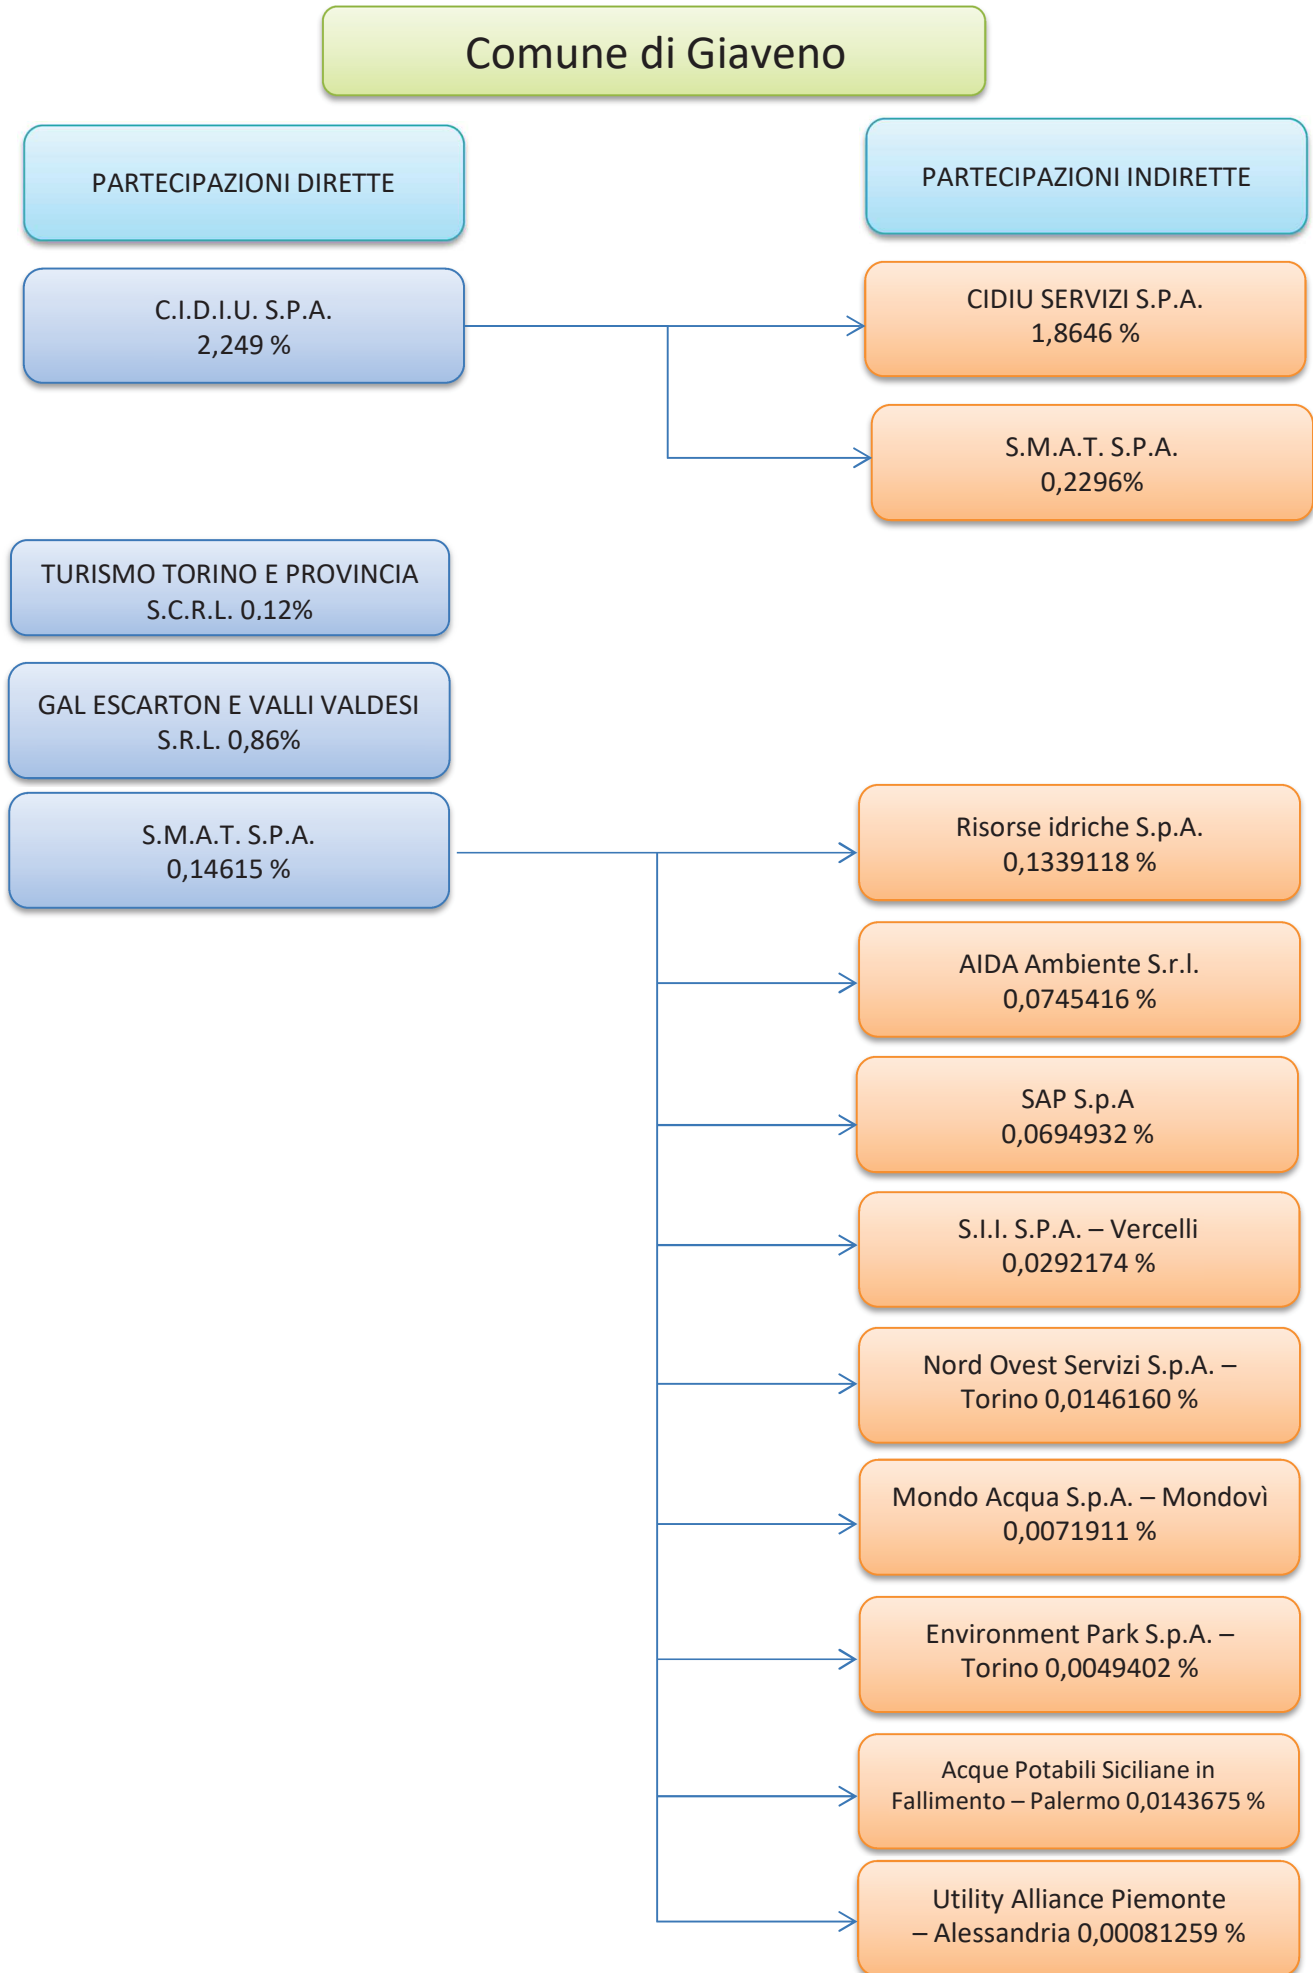 Comune di Giaveno
PARTECIPAZIONI DIRETTE
PARTECIPAZIONI INDIRETTE
C.I.D.I.U. S.P.A.
2,249 %
CIDIU SERVIZI S.P.A.
1,8646 %
S.M.A.T. S.P.A.
0,2296%
TURISMO TORINO E PROVINCIA
S.C.R.L. 0,12%
GAL ESCARTON E VALLI VALDESI
S.R.L. 0,86%
S.M.A.T. S.P.A.
0,14615 %
Risorse idriche S.p.A.
0,1339118 %
AIDA Ambiente S.r.l.
0,0745416 %
SAP S.p.A
0,0694932 %
S.I.I. S.P.A. – Vercelli
0,0292174 %
Nord Ovest Servizi S.p.A. –
Torino 0,0146160 %
Mondo Acqua S.p.A. – Mondovì
0,0071911 %
Environment Park S.p.A. –
Torino 0,0049402 %
Acque Potabili Siciliane in
Fallimento – Palermo 0,0143675 %
Utility Alliance Piemonte
– Alessandria 0,00081259 %